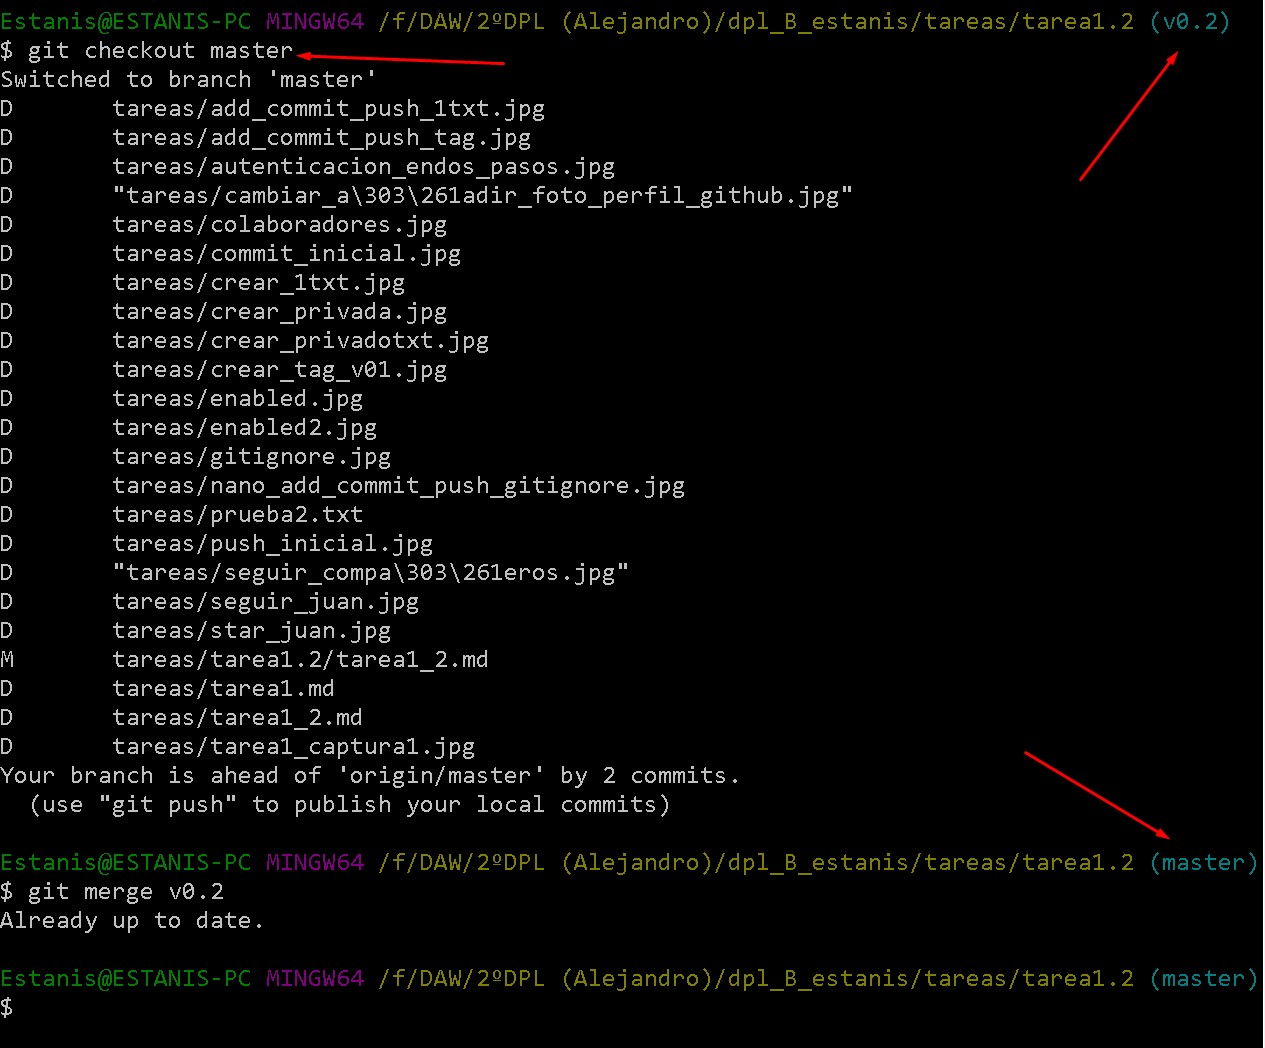 Estanis@ESTANIS-PC MINGW64 /f/DAW/2ºDPL (Alejandro)/dpl_B_estanis/tareas/tarea1.2 (v0.2)
$ git checkout master
Switched to branch 'master'
D       tareas/add_commit_push_1txt.jpg
D       tareas/add_commit_push_tag.jpg
D       tareas/autenticacion_endos_pasos.jpg
D       "tareas/cambiar_a\303\261adir_foto_perfil_github.jpg"
D       tareas/colaboradores.jpg
D       tareas/commit_inicial.jpg
D       tareas/crear_1txt.jpg
D       tareas/crear_privada.jpg
D       tareas/crear_privadotxt.jpg
D       tareas/crear_tag_v01.jpg
D       tareas/enabled.jpg
D       tareas/enabled2.jpg
D       tareas/gitignore.jpg
D       tareas/nano_add_commit_push_gitignore.jpg
D       tareas/prueba2.txt
D       tareas/push_inicial.jpg
D       "tareas/seguir_compa\303\261eros.jpg"
D       tareas/seguir_juan.jpg
D       tareas/star_juan.jpg
M       tareas/tarea1.2/tarea1_2.md
D       tareas/tarea1.md
D       tareas/tarea1_2.md
D       tareas/tarea1_captura1.jpg
Your branch is ahead of 'origin/master' by 2 commits.
  (use "git push" to publish your local commits)
Estanis@ESTANIS-PC MINGW64 /f/DAW/2ºDPL (Alejandro)/dpl_B_estanis/tareas/tarea1.2 (master)
$ git merge v0.2
Already up to date.
Estanis@ESTANIS-PC MINGW64 /f/DAW/2ºDPL (Alejandro)/dpl_B_estanis/tareas/tarea1.2 (master)
$